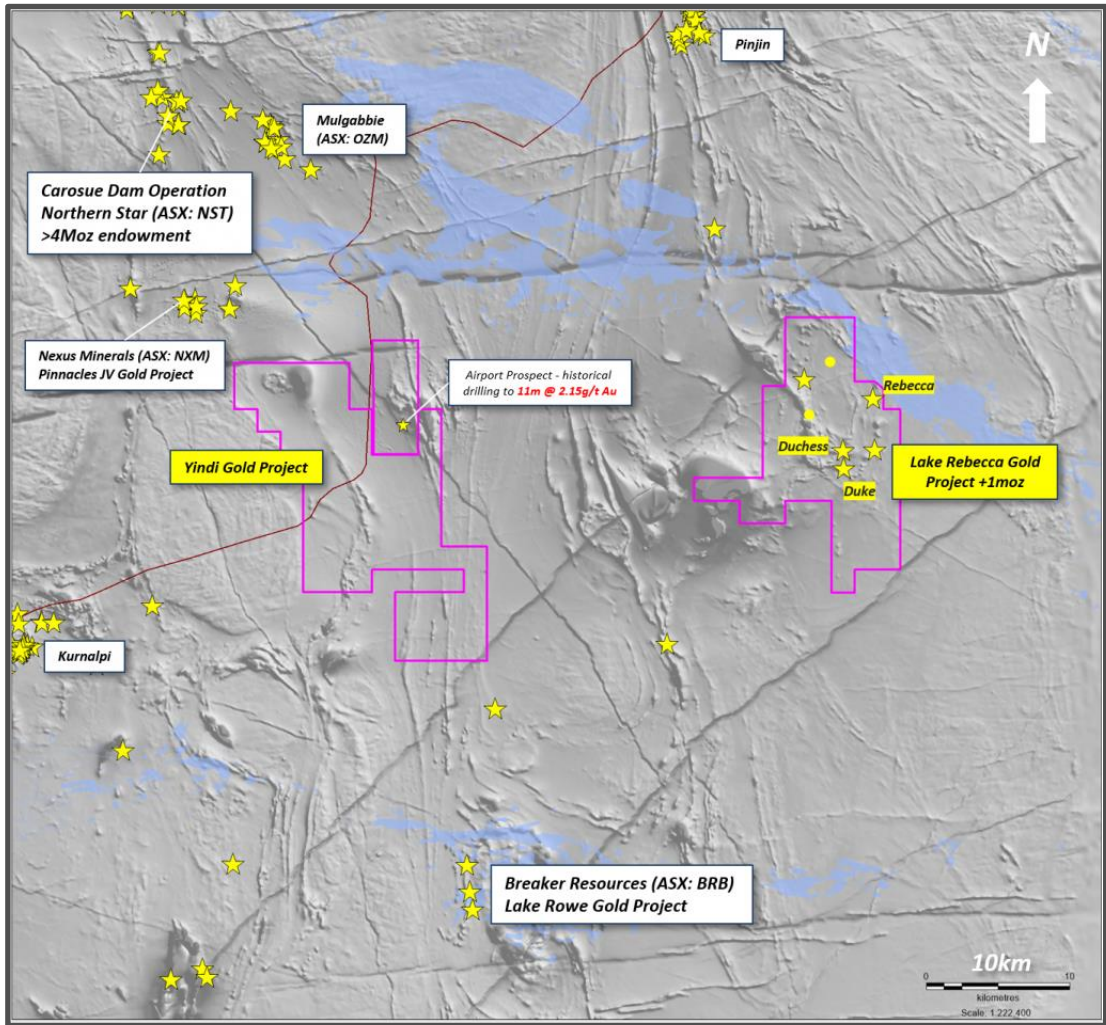 Pinjin
N
Mulgabbie
(ASX: OZM)
Carosue Dam Operation
Northern Star (ASX: NST)
>4Moz endowment
Nexus Minerals (ASX: NXM)
Pinnacles JV Gold Project
Airport Prospect - historical
drilling to 11m @ 2.15g/t Au
Rebecca
Yindi Gold Project
Duchess
Lake Rebecca Gold
Project +1moz
Duke
Kurnalpi
Breaker Resources (ASX: BRB)
Lake Rowe Gold Project
10km
0 10
kilometres
Scale: 1:222,400